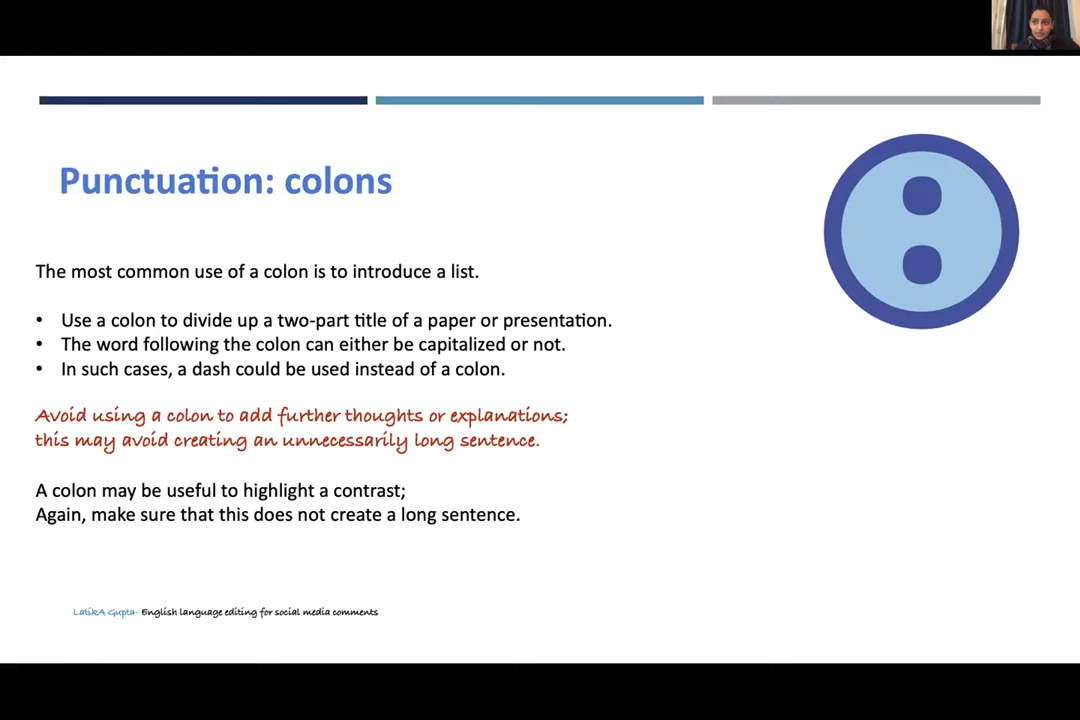 Punctuation: colons
The most common use of a colon is to introduce a list.
• Use a colon to divide up a two-part title of a paper or presentation.
• The word following the colon can either be capitalized or not.
• In such cases, a dash could be used instead of a colon.
Avoid using a colon to add further thoughts or explanations;
this may avoid creating an unnecessarily long sentence.
A colon may be useful to highlight a contrast;
Again, make sure that this does not create a long sentence.
LatikA Gupta- English language editing for social media comments